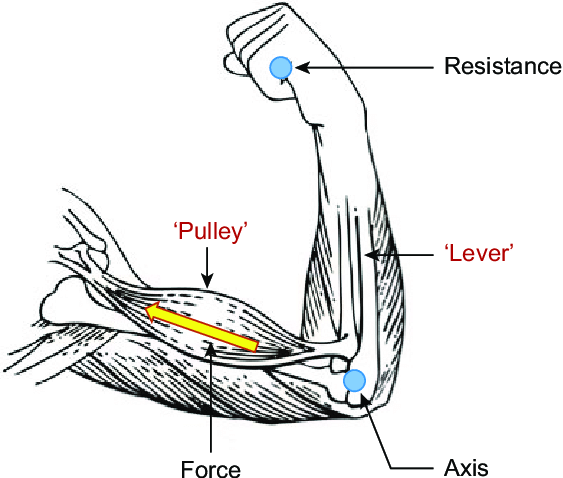 Resistance
‘Pulley’
‘Lever’
Force
Axis